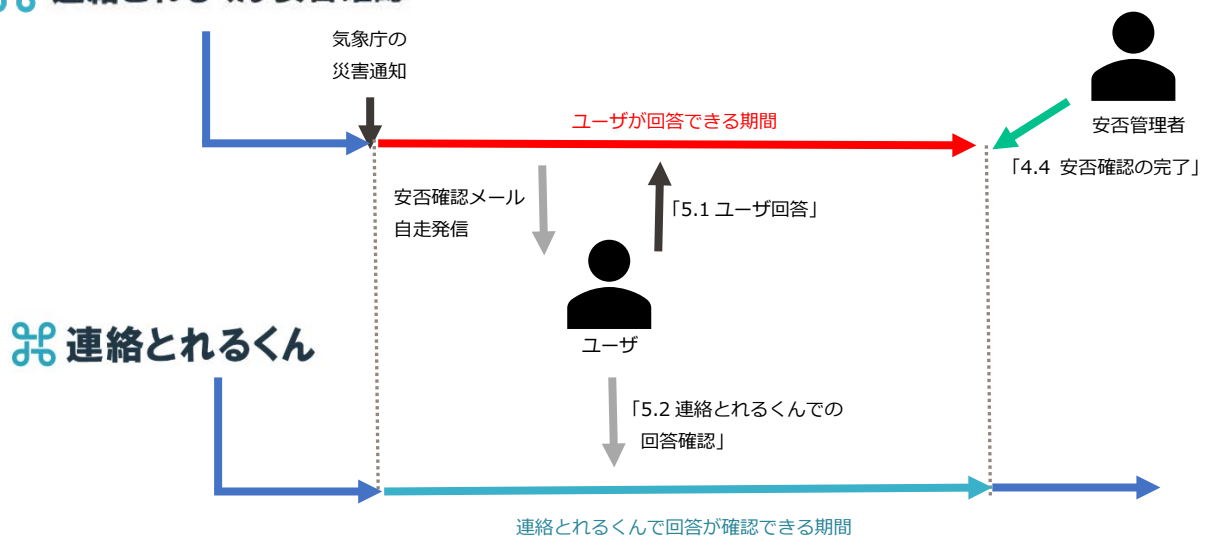 気象庁の
災害通知
ユーザが回答できる期間
安否管理者
「4.4 安否確認の完了」
安否確認メール
自走発信
「5.1 ユーザ回答」
ユーザ
連絡とれるくん
「5.2 連絡とれるくんでの
回答確認」
連絡とれるくんで回答が確認できる期間